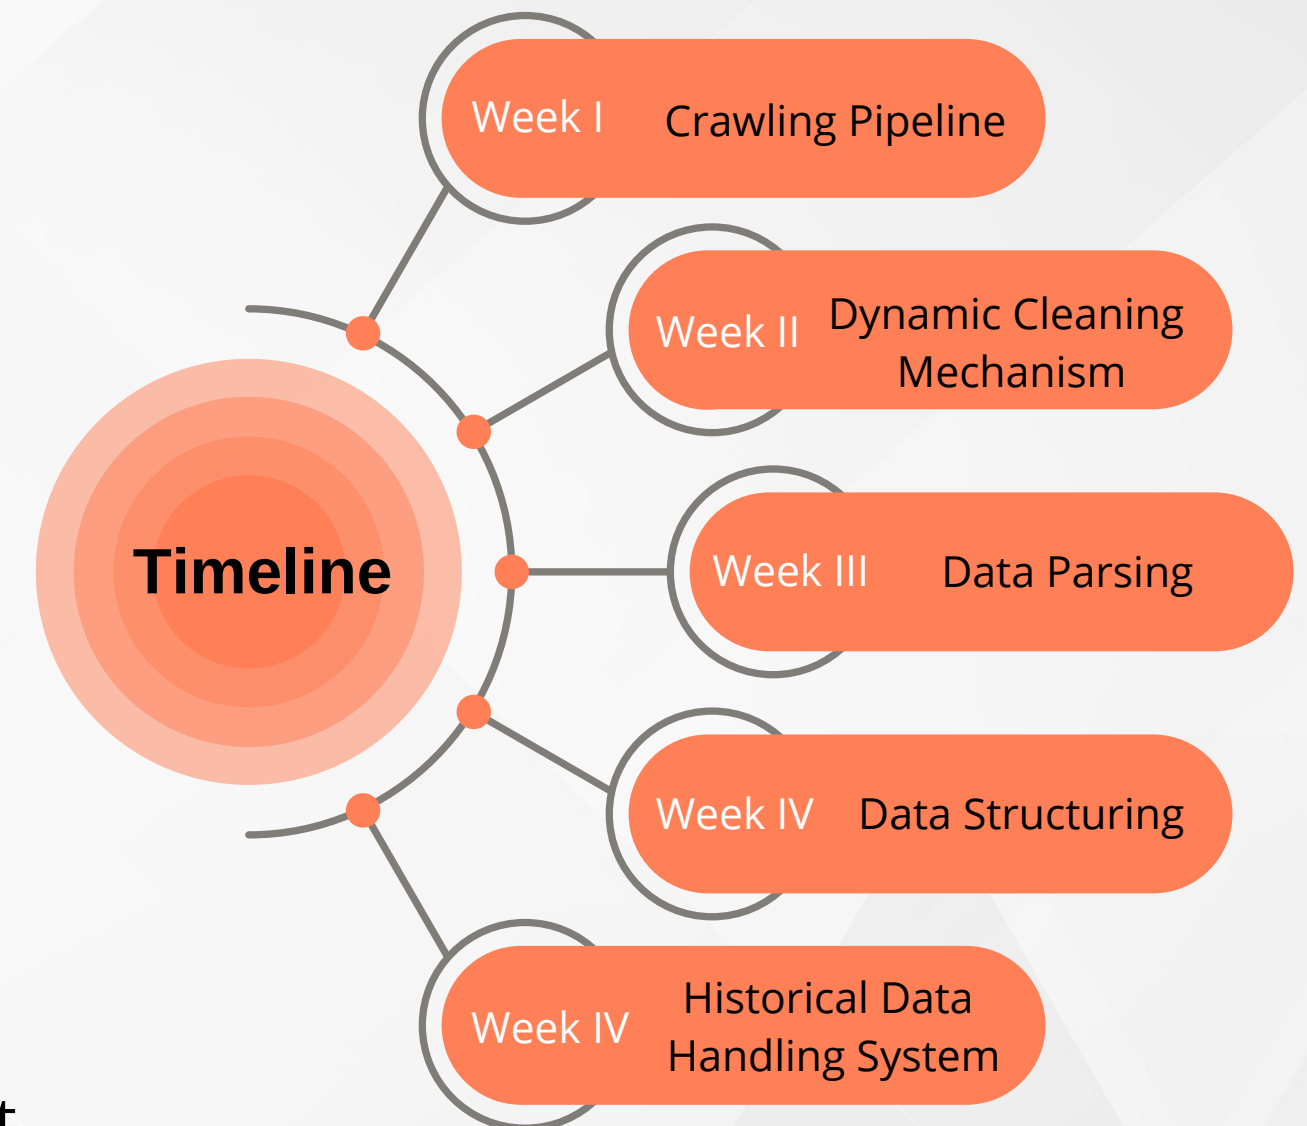 Week I
Crawling Pipeline
Week II
Dynamic Cleaning
Mechanism
Timeline
Week III
Data Parsing
Week IV
Data Structuring
Week IV
Historical Data
Handling System
t